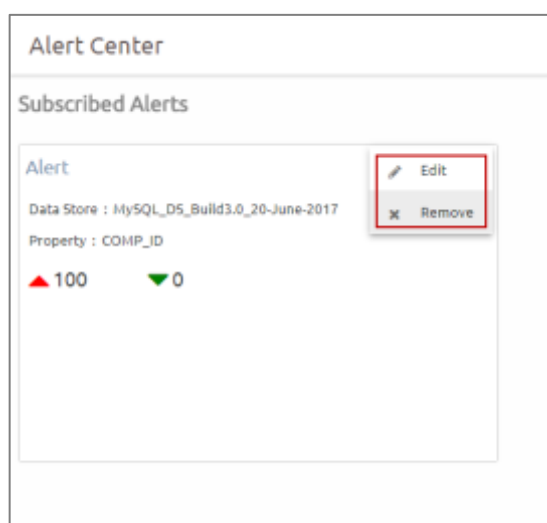 Alert Center
Subscribed Alerts
Alert
Edit
Data Store : MySQL_DS_Build3.0_20-June-2017
Remove
Property : COMP_ID
100 0